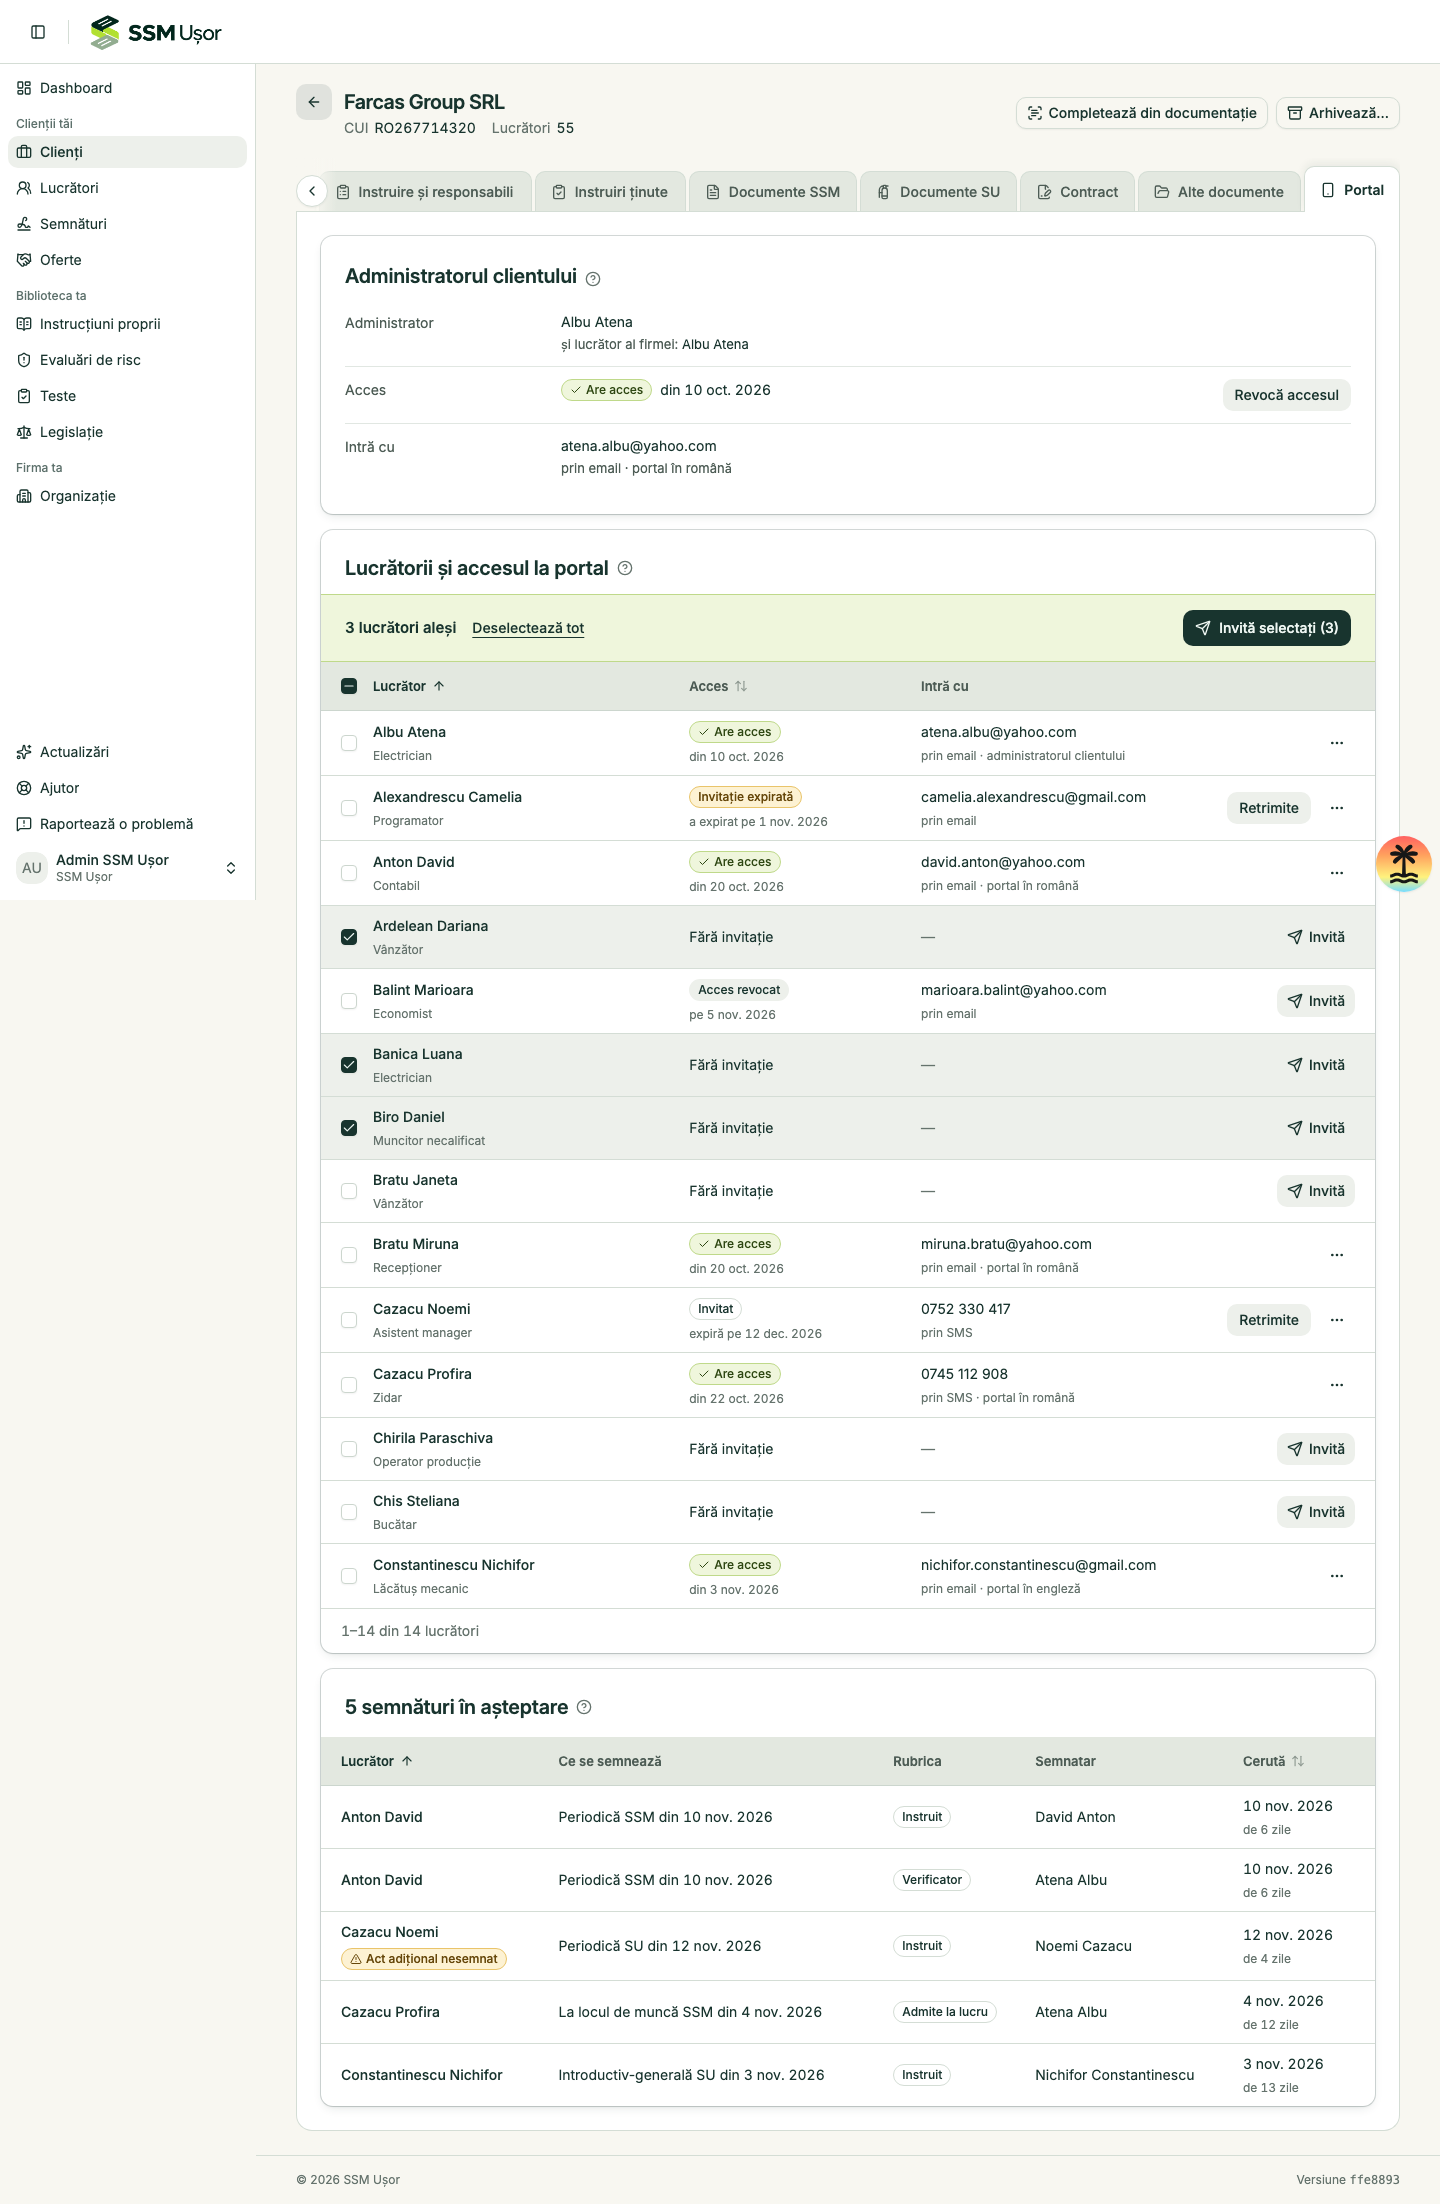 SSM Ușor
Dashboard
Clienții tăi
Clienți
Lucrători
Semnături
Oferte
Biblioteca ta
Instrucțiuni proprii
Evaluări de risc
Teste
Legislație
Firma ta
Organizație
Actualizări
Ajutor
Raportează o problemă
AU
Admin SSM Ușor
SSM Ușor
Farcas Group SRL
CUI RO267714320 Lucrători 55
Completează din documentație
Arhivează...
Instruire și responsabili
Instruiri ținute
Documente SSM
Documente SU
Contract
Alte documente
Portal
Administratorul clientului
Administrator
Albu Atena
și lucrător al firmei: Albu Atena
Acces
Are acces din 10 oct. 2026
Revocă accesul
Intră cu
atena.albu@yahoo.com
prin email · portal în română
Lucrătorii și accesul la portal
3 lucrători aleși Deselectează tot
Invită selectați (3)
Lucrător Acces Intră cu
Albu Atena Are acces atena.albu@yahoo.com
Electrician din 10 oct. 2026 prin email · administratorul clientului
Alexandrescu Camelia Invitație expirată camelia.alexandrescu@gmail.com Retrimite
Programator a expirat pe 1 nov. 2026 prin email
Anton David Are acces david.anton@yahoo.com
Contabil din 20 oct. 2026 prin email · portal în română
Ardelean Dariana Fără invitație — Invită
Vânzător
Balint Marioara Acces revocat marioara.balint@yahoo.com Invită
Economist pe 5 nov. 2026 prin email
Banica Luana Fără invitație — Invită
Electrician
Biro Daniel Fără invitație — Invită
Muncitor necalificat
Bratu Janeta Fără invitație — Invită
Vânzător
Bratu Miruna Are acces miruna.bratu@yahoo.com
Recepționer din 20 oct. 2026 prin email · portal în română
Cazacu Noemi Invitat 0752 330 417 Retrimite
Asistent manager expiră pe 12 dec. 2026 prin SMS
Cazacu Profira Are acces 0745 112 908
Zidar din 22 oct. 2026 prin SMS · portal în română
Chirila Paraschiva Fără invitație — Invită
Operator producție
Chis Steliana Fără invitație — Invită
Bucătar
Constantinescu Nichifor Are acces nichifor.constantinescu@gmail.com
Lăcătuș mecanic din 3 nov. 2026 prin email · portal în engleză
1–14 din 14 lucrători
5 semnături în așteptare
Lucrător Ce se semnează Rubrica Semnatar Cerută
Anton David Periodică SSM din 10 nov. 2026 Instruit David Anton 10 nov. 2026
de 6 zile
Anton David Periodică SSM din 10 nov. 2026 Verificator Atena Albu 10 nov. 2026
de 6 zile
Cazacu Noemi Periodică SU din 12 nov. 2026 Instruit Noemi Cazacu 12 nov. 2026
Act adițional nesemnat de 4 zile
Cazacu Profira La locul de muncă SSM din 4 nov. 2026 Admite la lucru Atena Albu 4 nov. 2026
de 12 zile
Constantinescu Nichifor Introductiv-generală SU din 3 nov. 2026 Instruit Nichifor Constantinescu 3 nov. 2026
de 13 zile
© 2026 SSM Ușor
Versiune ffe8893